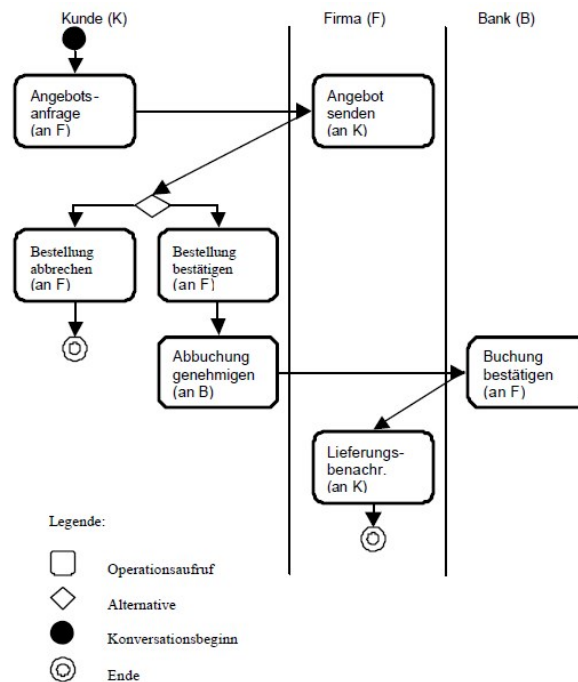 Kunde (K)
Firma (F)
Bank (B)
Angebots-
anfrage
(an F)
Angebot
senden
(an K)
Bestellung
abbrechen
(an F)
Bestellung
bestätigen
(an F)
Abbuchung
genehmigen
(an B)
Buchung
bestätigen
(an F)
Lieferungs-
benachr.
(an K)
Legende:
Operationsaufruf
Alternative
Konversationsbeginn
Ende